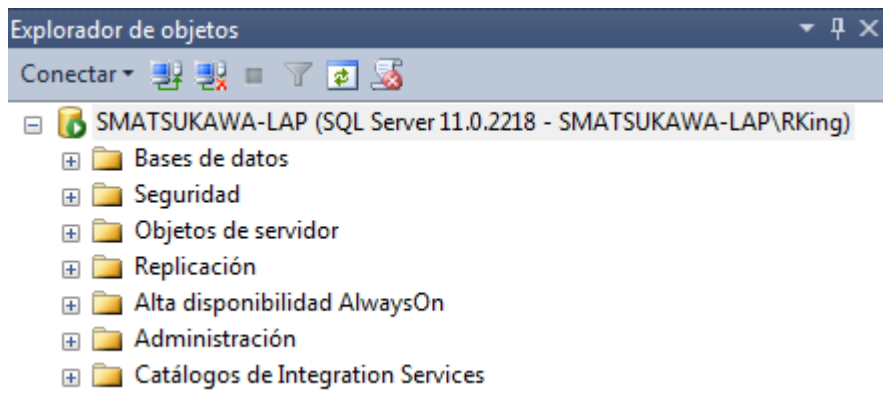 Explorador de objetos
Conectar
SMATSUKAWA-LAP (SQL Server 11.0.2218 - SMATSUKAWA-LAP\RKing)
Bases de datos
Seguridad
Objetos de servidor
Replicación
Alta disponibilidad AlwaysOn
Administración
Catálogos de Integration Services